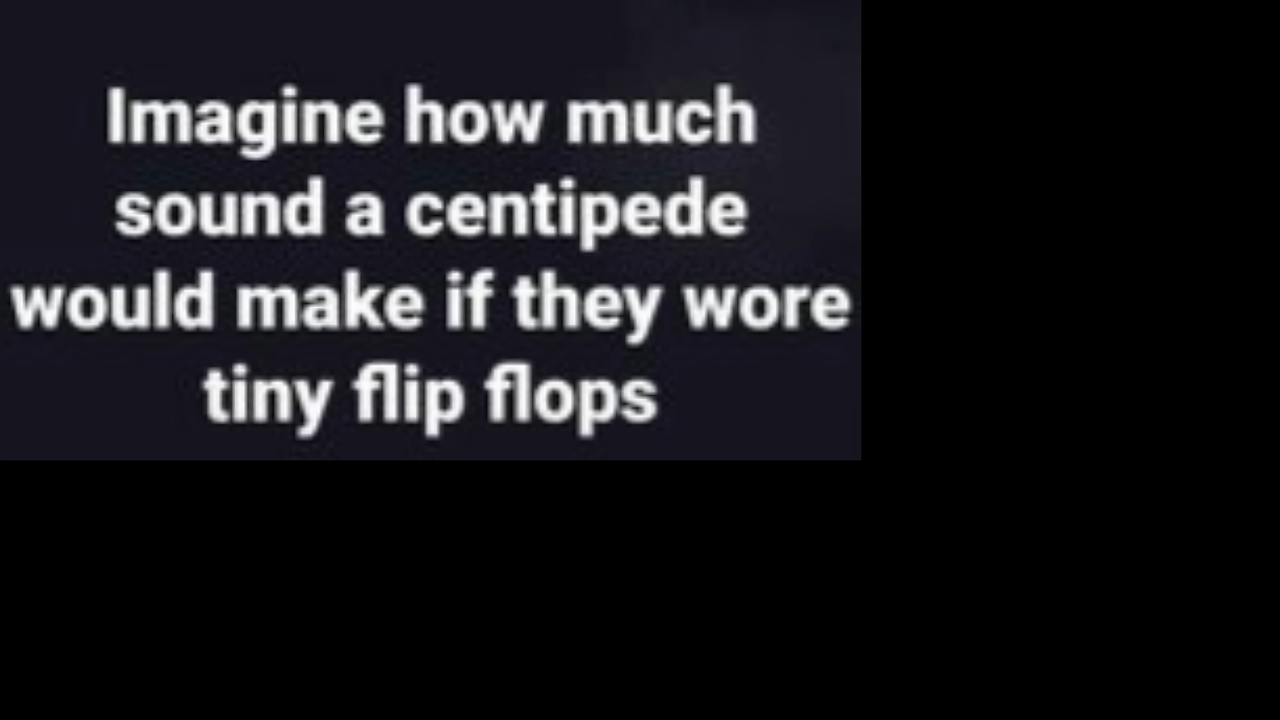 Imagine how much
sound a centipede
would make if they wore
tiny flip flops